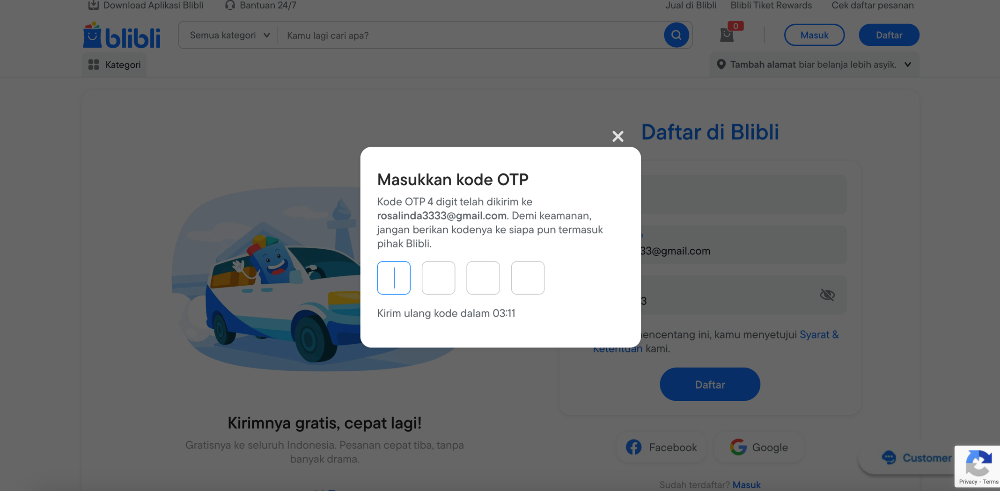 Download Aplikasi Blibli
Bantuan 24/7
Jual di Blibli
Blibli Tiket Rewards
Cek daftar pesanan
blibli
Semua kategori
Kamu lagi cari apa?
0
Masuk
Daftar
Kategori
Tambah alamat biar belanja lebih asyik.
Daftar di Blibli
Masukkan kode OTP
Kode OTP 4 digit telah dikirim ke
rosalinda3333@gmail.com. Demi keamanan,
jangan berikan kodenya ke siapa pun termasuk
pihak Blibli.
Kirim ulang kode dalam 03:11
33@gmail.com
3
encentang ini, kamu menyetujui Syarat &
Ketentuan kami.
Daftar
Kirimnya gratis, cepat lagi!
Gratisnya ke seluruh Indonesia. Pesanan cepat tiba, tanpa
banyak drama.
Facebook
Google
Customer
Privacy - Terms
Sudah terdaftar? Masuk